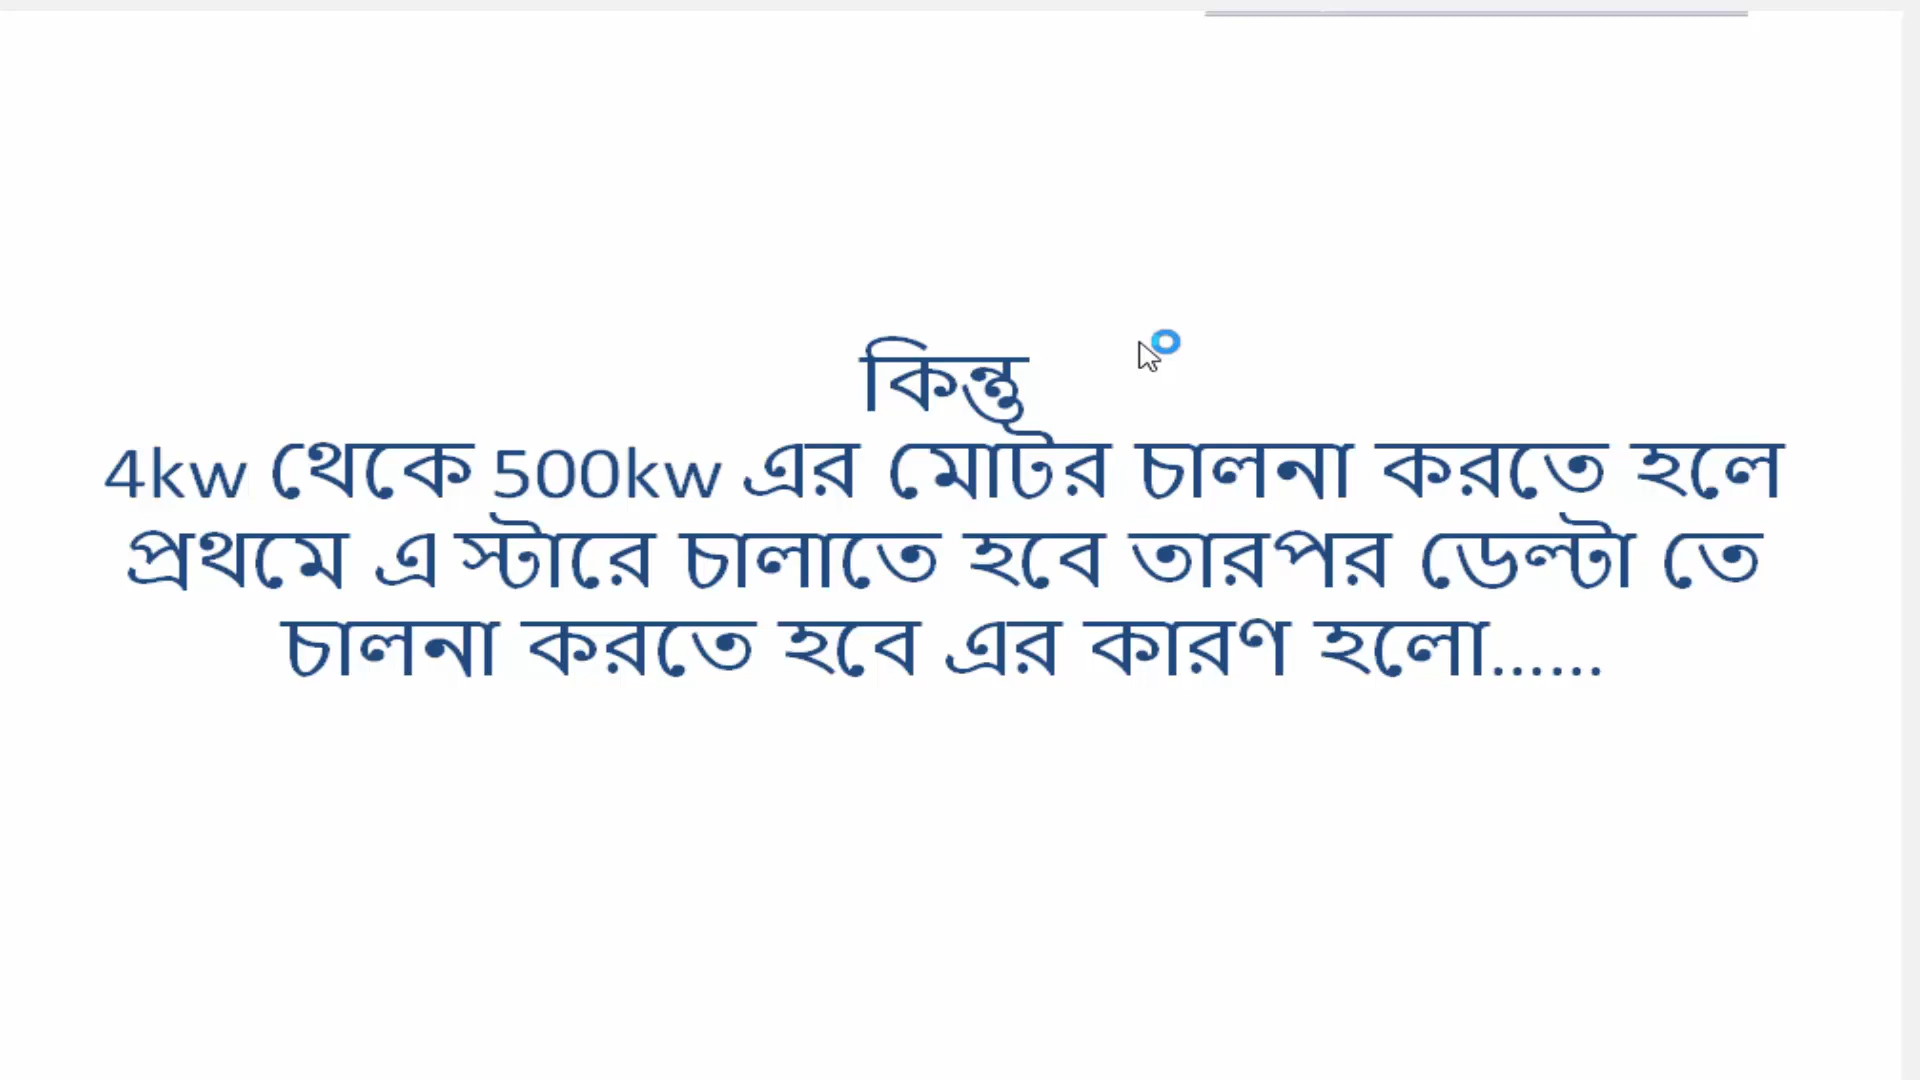 কিন্তু
4kw থেকে 500kw এর মোটর চালনা করতে হলে
প্রথমে এ স্টারে চালাতে হবে তারপর ডেল্টা তে
চালনা করতে হবে এর কারণ হলো......